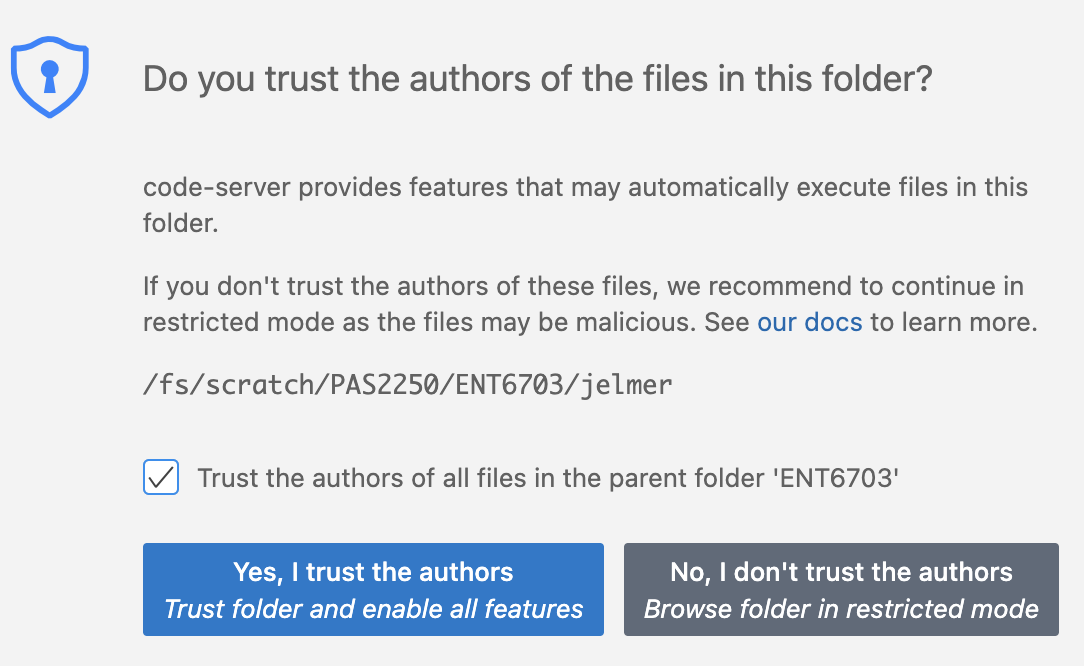 Do you trust the authors of the files in this folder?
code-server provides features that may automatically execute files in this
folder.
If you don't trust the authors of these files, we recommend to continue in
restricted mode as the files may be malicious. See our docs to learn more.
/fs/scratch/PAS2250/ENT6703/jelmer
Trust the authors of all files in the parent folder 'ENT6703'
Yes, I trust the authors
Trust folder and enable all features
No, I don't trust the authors
Browse folder in restricted mode